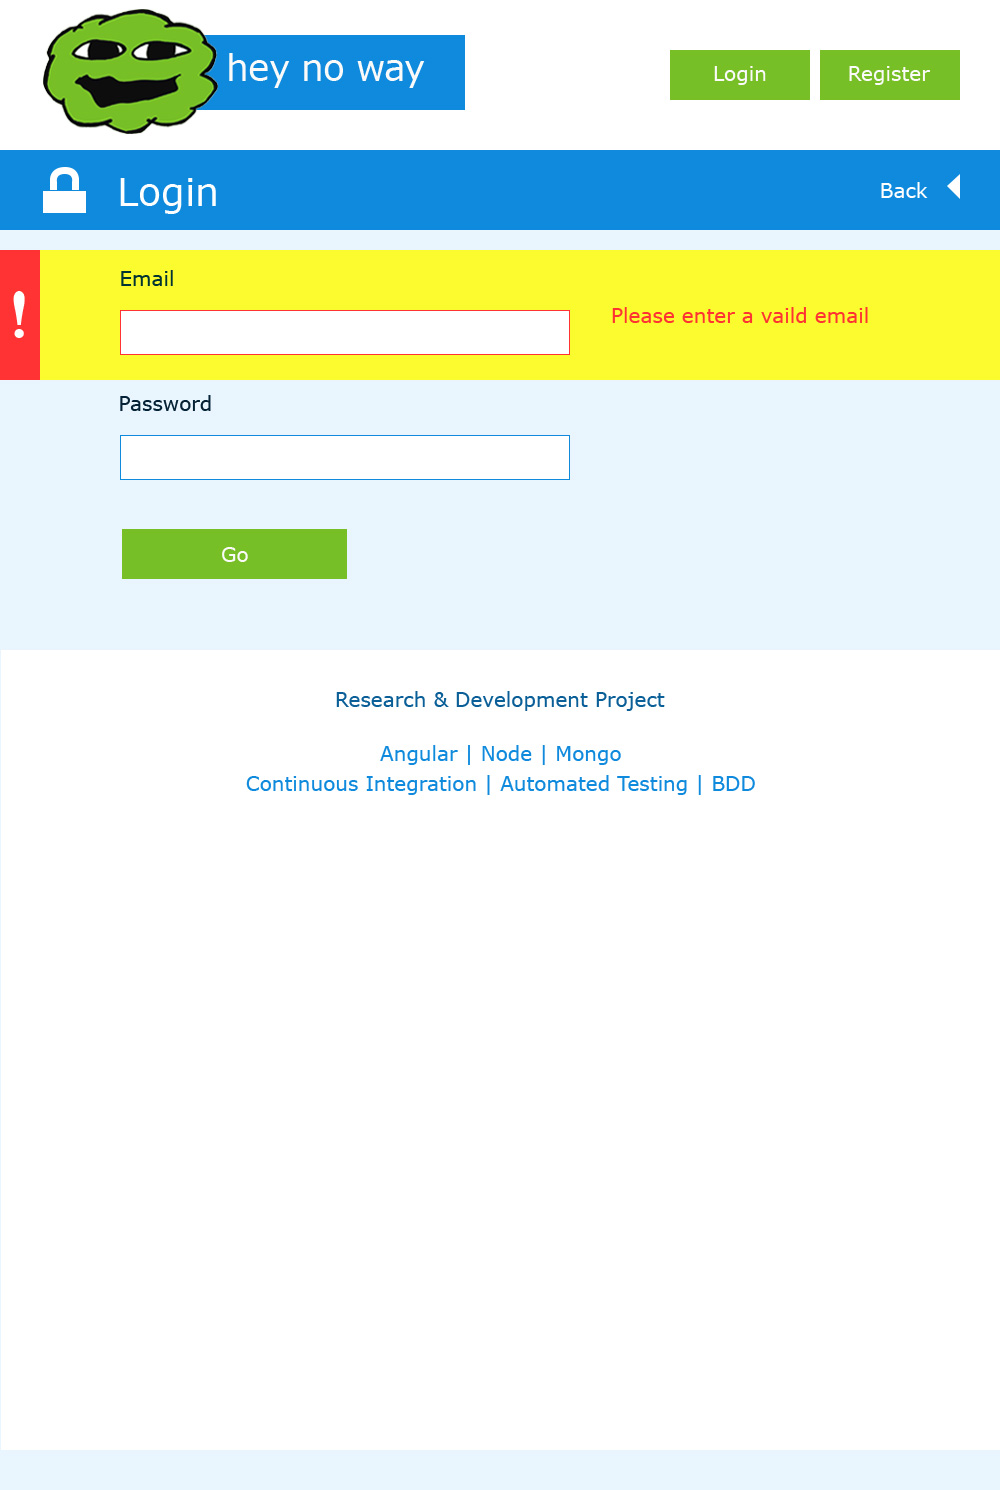 hey no way
Login
Register
Login
Back
Email
!
Please enter a vaild email
Password
Go
Research & Development Project
Angular | Node | Mongo
Continuous Integration | Automated Testing | BDD